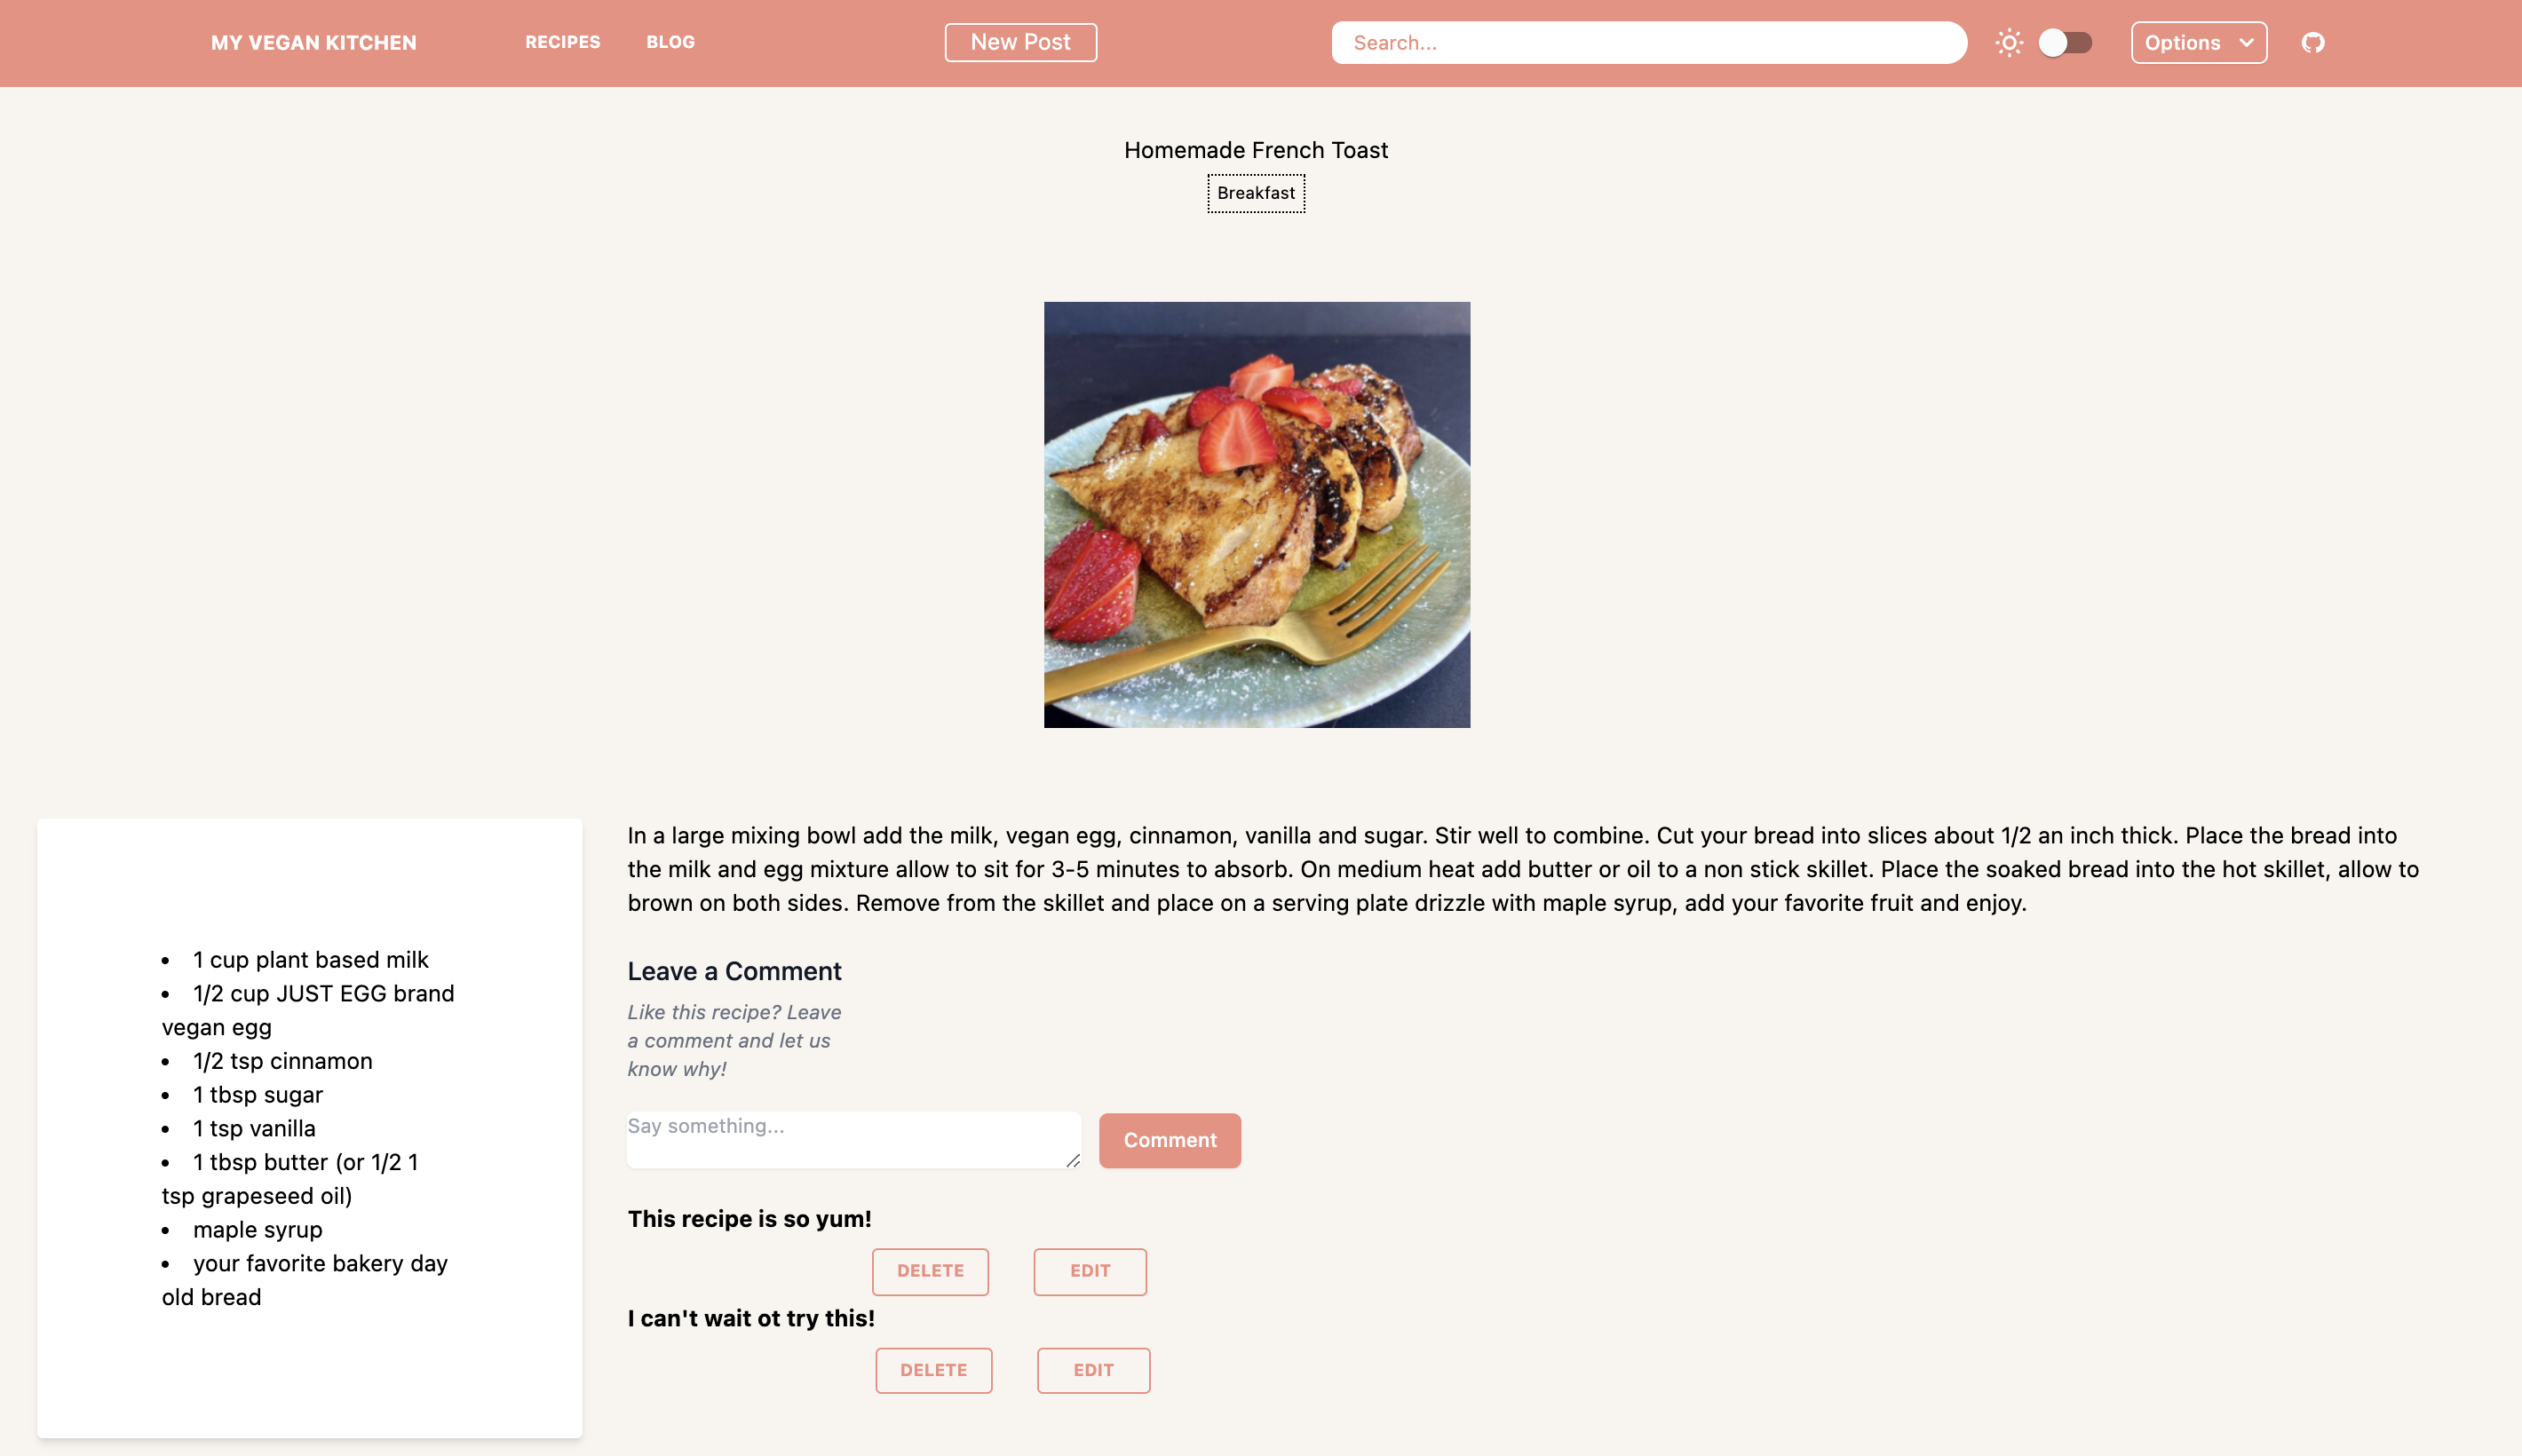 MY VEGAN KITCHEN RECIPES BLOG New Post Search... Options
Homemade French Toast
Breakfast
1 cup plant based milk
1/2 cup JUST EGG brand
vegan egg
1/2 tsp cinnamon
1 tbsp sugar
1 tsp vanilla
1 tbsp butter (or 1/2 1
tsp grapeseed oil)
maple syrup
your favorite bakery day
old bread
In a large mixing bowl add the milk, vegan egg, cinnamon, vanilla and sugar. Stir well to combine. Cut your bread into slices about 1/2 an inch thick. Place the bread into
the milk and egg mixture allow to sit for 3-5 minutes to absorb. On medium heat add butter or oil to a non stick skillet. Place the soaked bread into the hot skillet, allow to
brown on both sides. Remove from the skillet and place on a serving plate drizzle with maple syrup, add your favorite fruit and enjoy.
Leave a Comment
Like this recipe? Leave
a comment and let us
know why!
Say something...
Comment
This recipe is so yum!
DELETE EDIT
I can't wait ot try this!
DELETE EDIT